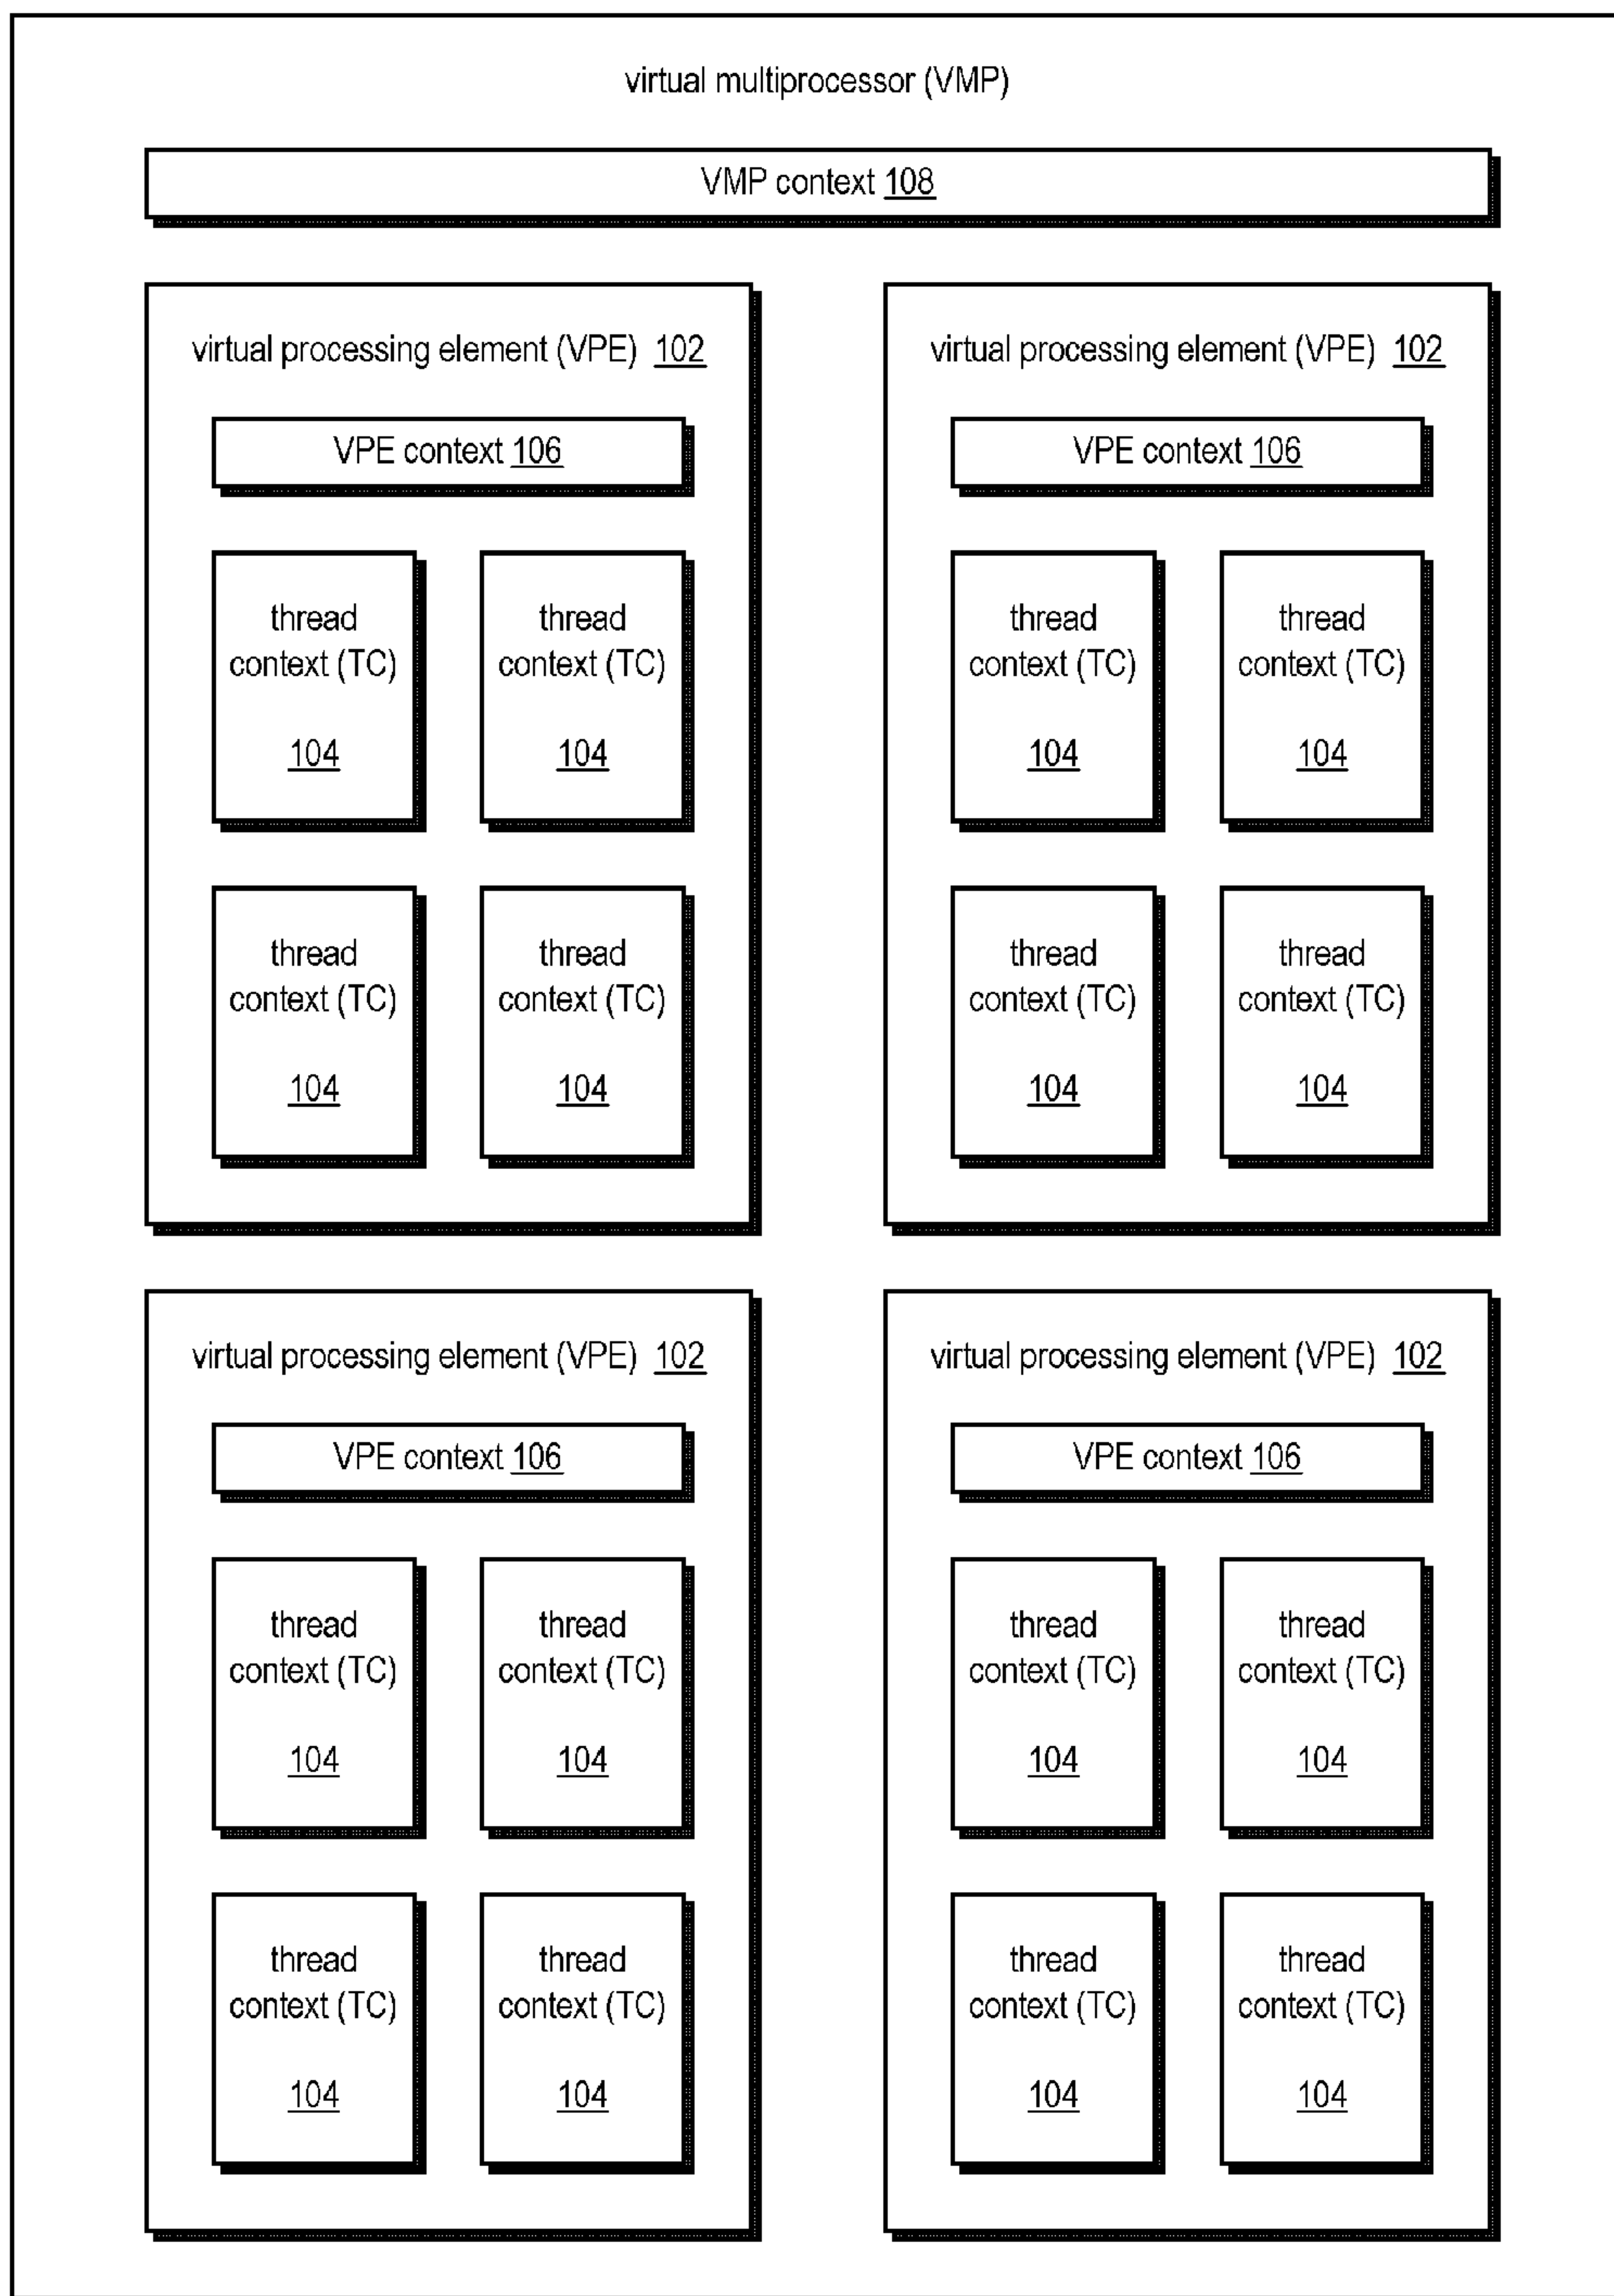 virtual multiprocessor (VMP)
VMP context 108
virtual processing element (VPE) 102
VPE context 106
thread
context (TC)
104
thread
context (TC)
104
thread
context (TC)
104
thread
context (TC)
104
virtual processing element (VPE) 102
VPE context 106
thread
context (TC)
104
thread
context (TC)
104
thread
context (TC)
104
thread
context (TC)
104
virtual processing element (VPE) 102
VPE context 106
thread
context (TC)
104
thread
context (TC)
104
thread
context (TC)
104
thread
context (TC)
104
virtual processing element (VPE) 102
VPE context 106
thread
context (TC)
104
thread
context (TC)
104
thread
context (TC)
104
thread
context (TC)
104